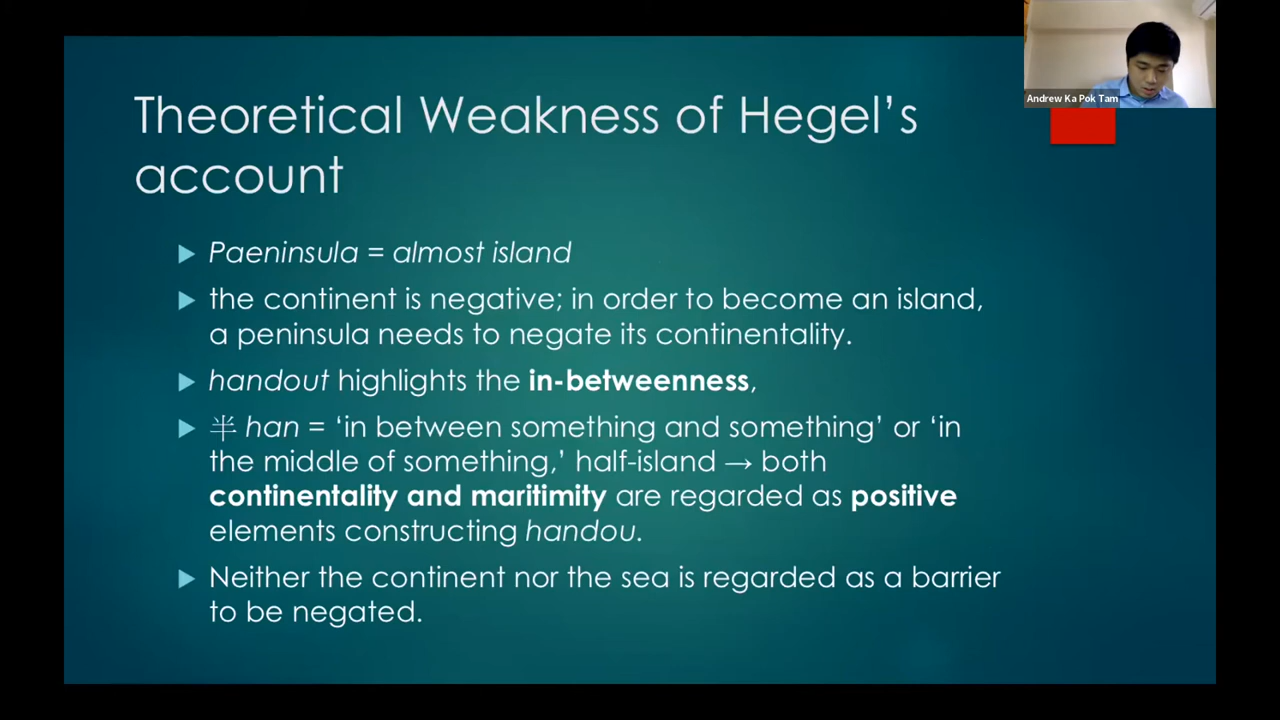 Andrew Ka Pok Tam
Theoretical Weakness of Hegel's
account
Paeninsula = almost island
the continent is negative; in order to become an island,
a peninsula needs to negate its continentality.
handout highlights the in-betweenness,
半 han = ‘in between something and something’ or ‘in
the middle of something,’ half-island → both
continentality and maritimity are regarded as positive
elements constructing handou.
Neither the continent nor the sea is regarded as a barrier
to be negated.